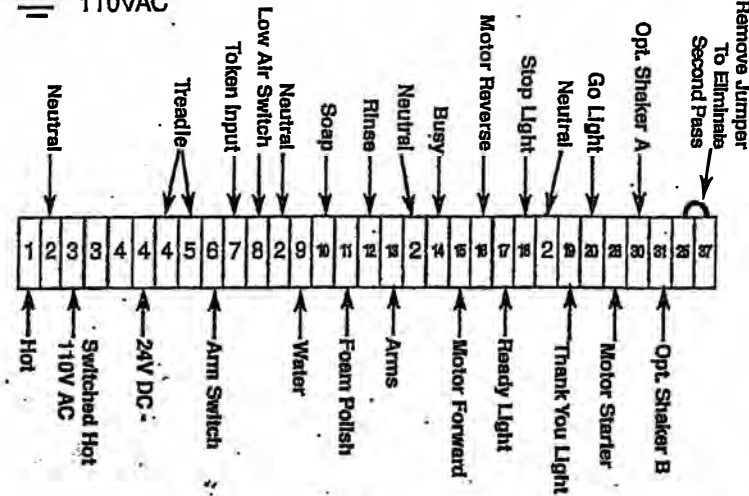 110VAC
Neutral
Treadle
Token Input
Low Air Switch
Neutral
Soap
Rinse
Neutral
Busy
Motor Reverse
Stop Light
Neutral
Go Light
Opt. Shaker A
Remove Jumper
To Eliminate
Second Pass
1 2 3 3 4 4 4 5 6 7 8 2 9 10 11 12 13 2 14 15 16 17 18 2 19 20 28 30 31 37
Hot
Switched Hot
110V AC
24V DC -
Arm Switch
Water
Foam Polish
Arms
Motor Forward
Ready Light
Thank You Light
Motor Starter
Opt. Shaker B